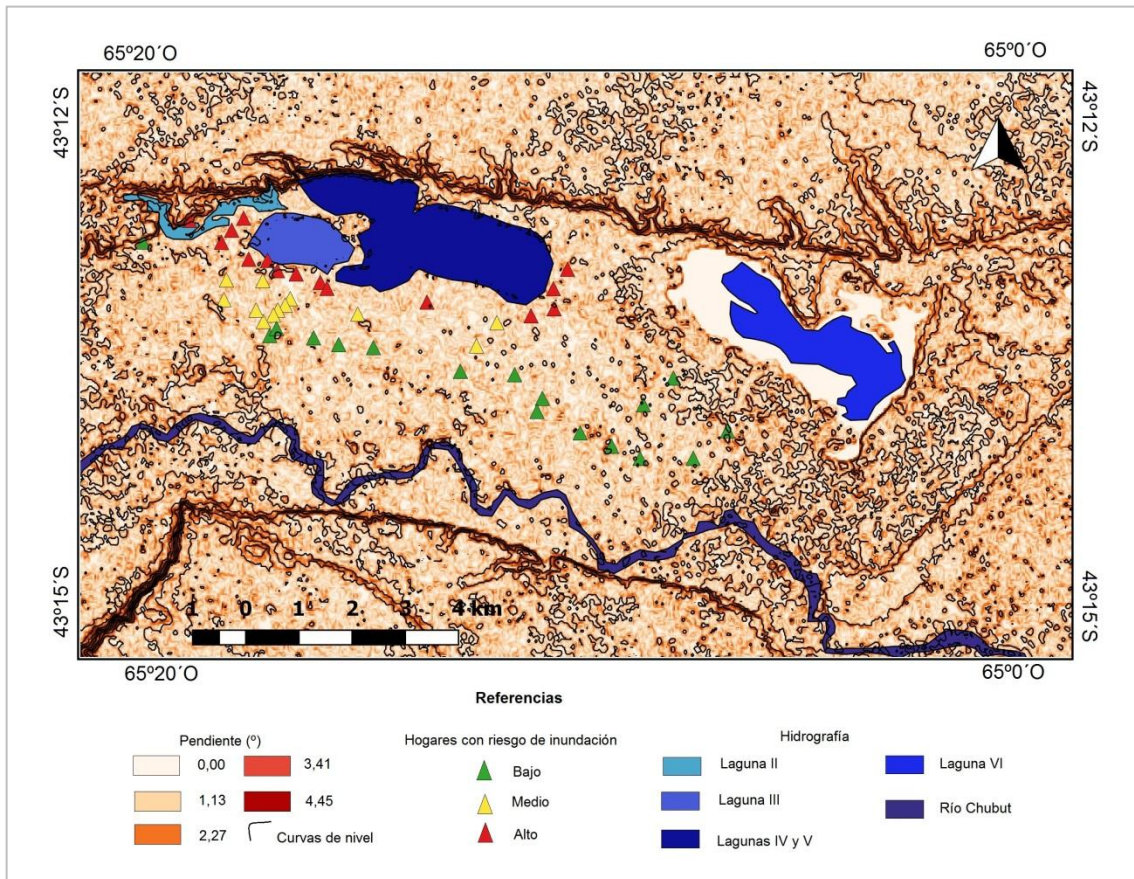 65º20´O
65º0´O
43º12´S
43º12´S
43º15´S
43º15´S
1 0 1 2 3 4 km
65º20´O
65º0´O
Referencias
Pendiente (º)
0,00
3,41
1,13
4,45
2,27
Curvas de nivel
Hogares con riesgo de inundación
Bajo
Medio
Alto
Hidrografía
Laguna II
Laguna VI
Laguna III
Río Chubut
Lagunas IV y V